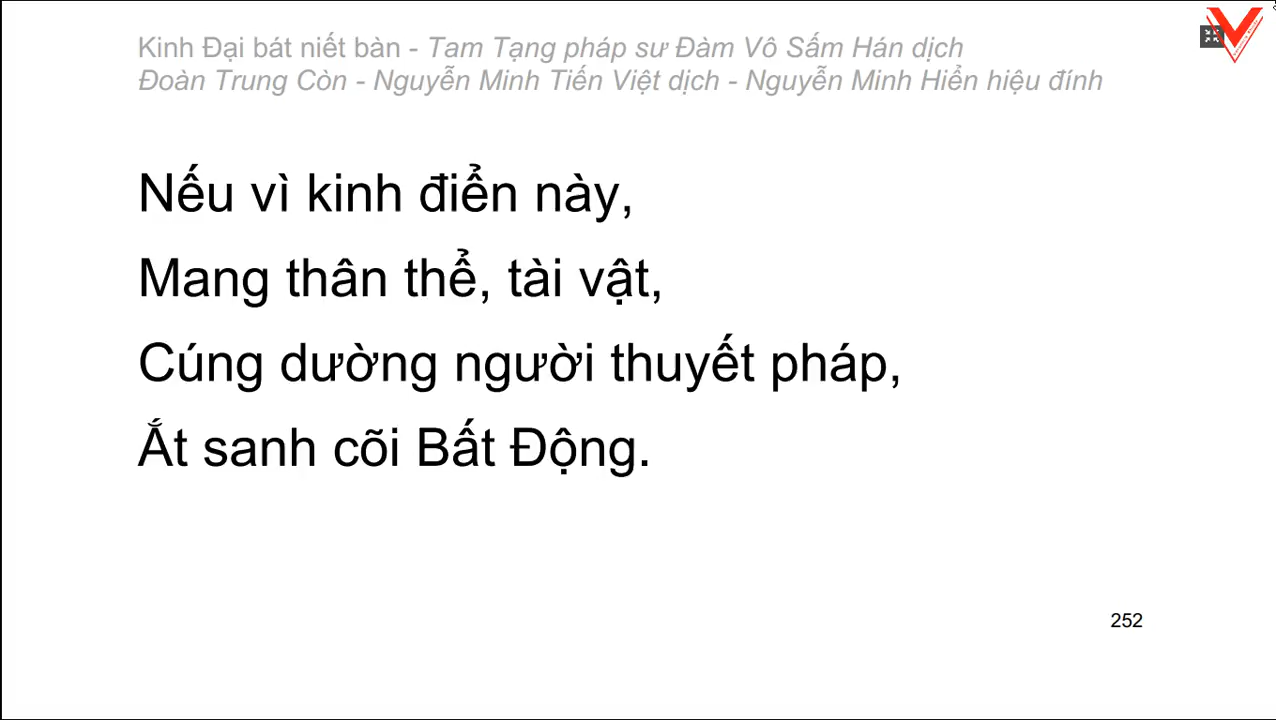 Kinh Đại bát niết bàn - Tam Tạng pháp sư Đàm Vô Sấm Hán dịch
Đoàn Trung Còn - Nguyễn Minh Tiến Việt dịch - Nguyễn Minh Hiển hiệu đính
Nếu vì kinh điển này,
Mang thân thể, tài vật,
Cúng dường người thuyết pháp,
Ắt sanh cõi Bất Động.
252